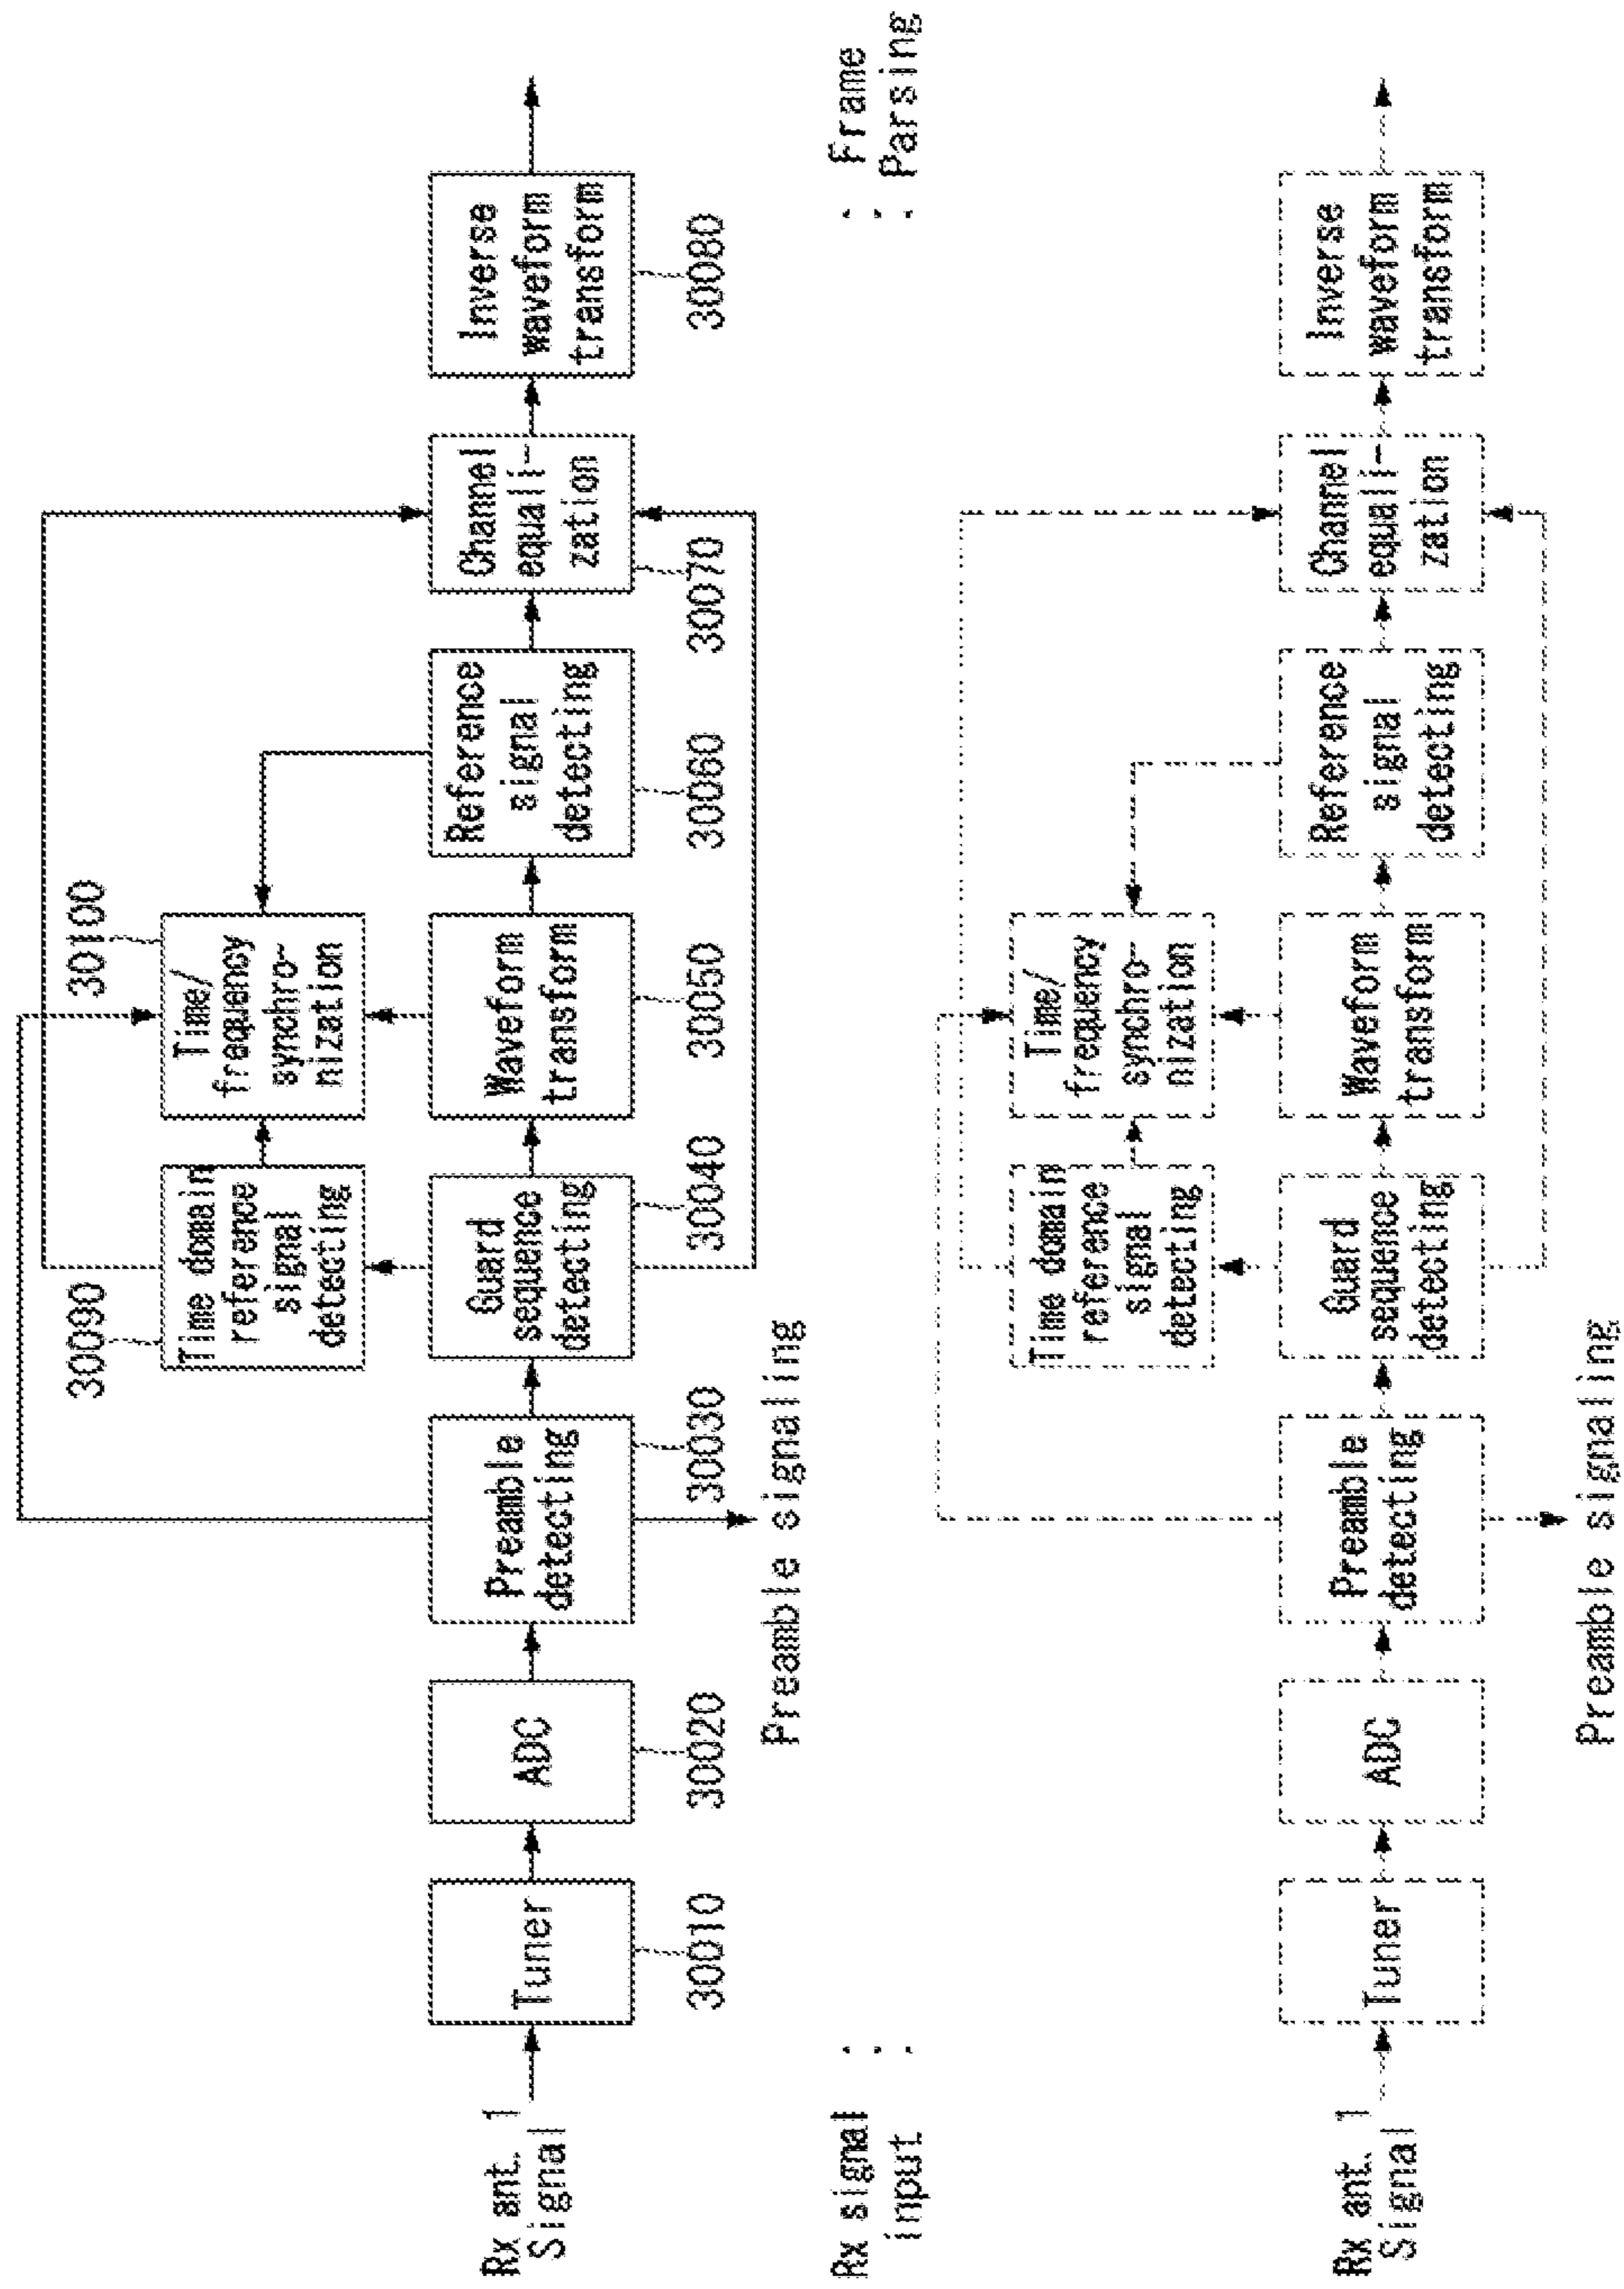 30090
30100
Time domain
reference
signal
detecting
Time/
fraquency
synchro-
nization
Rx ant. 1
Signal
Tuner
ADC
Preamble
detecting
Guard
sequence
detecting
Waveform
transform
Reference
signal
detecting
Channel
equali-
zation
Inverse
waveform
transform
30010
30020
30030
30040
30050
30060
30070
30080
Preamble signaling
Rx signal
input
Frame
Parsing
Time domain
reference
signal
detecting
Time/
frequency
synchro-
nization
Rx ant. 1
Signal
Tuner
ADC
Preamble
detecting
Guard
sequence
detecting
Waveform
transform
Reference
signal
detecting
Channel
equali-
zation
Inverse
waveform
transform
Preamble signaling